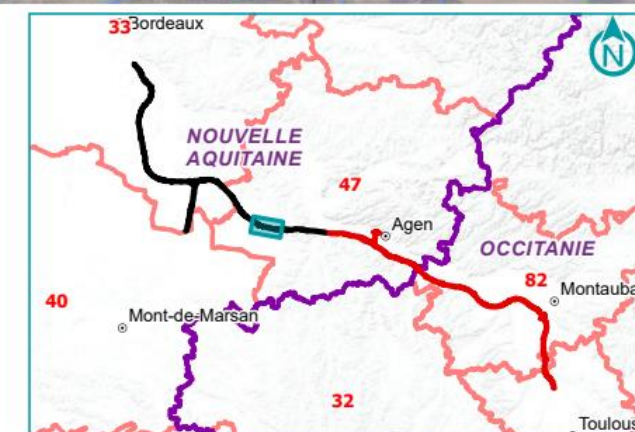 33
Bordeaux
N
NOUVELLE
AQUITAINE
47
Agen
OCCITANIE
82
Montauba
40
Mont-de-Marsan
32
Toulous